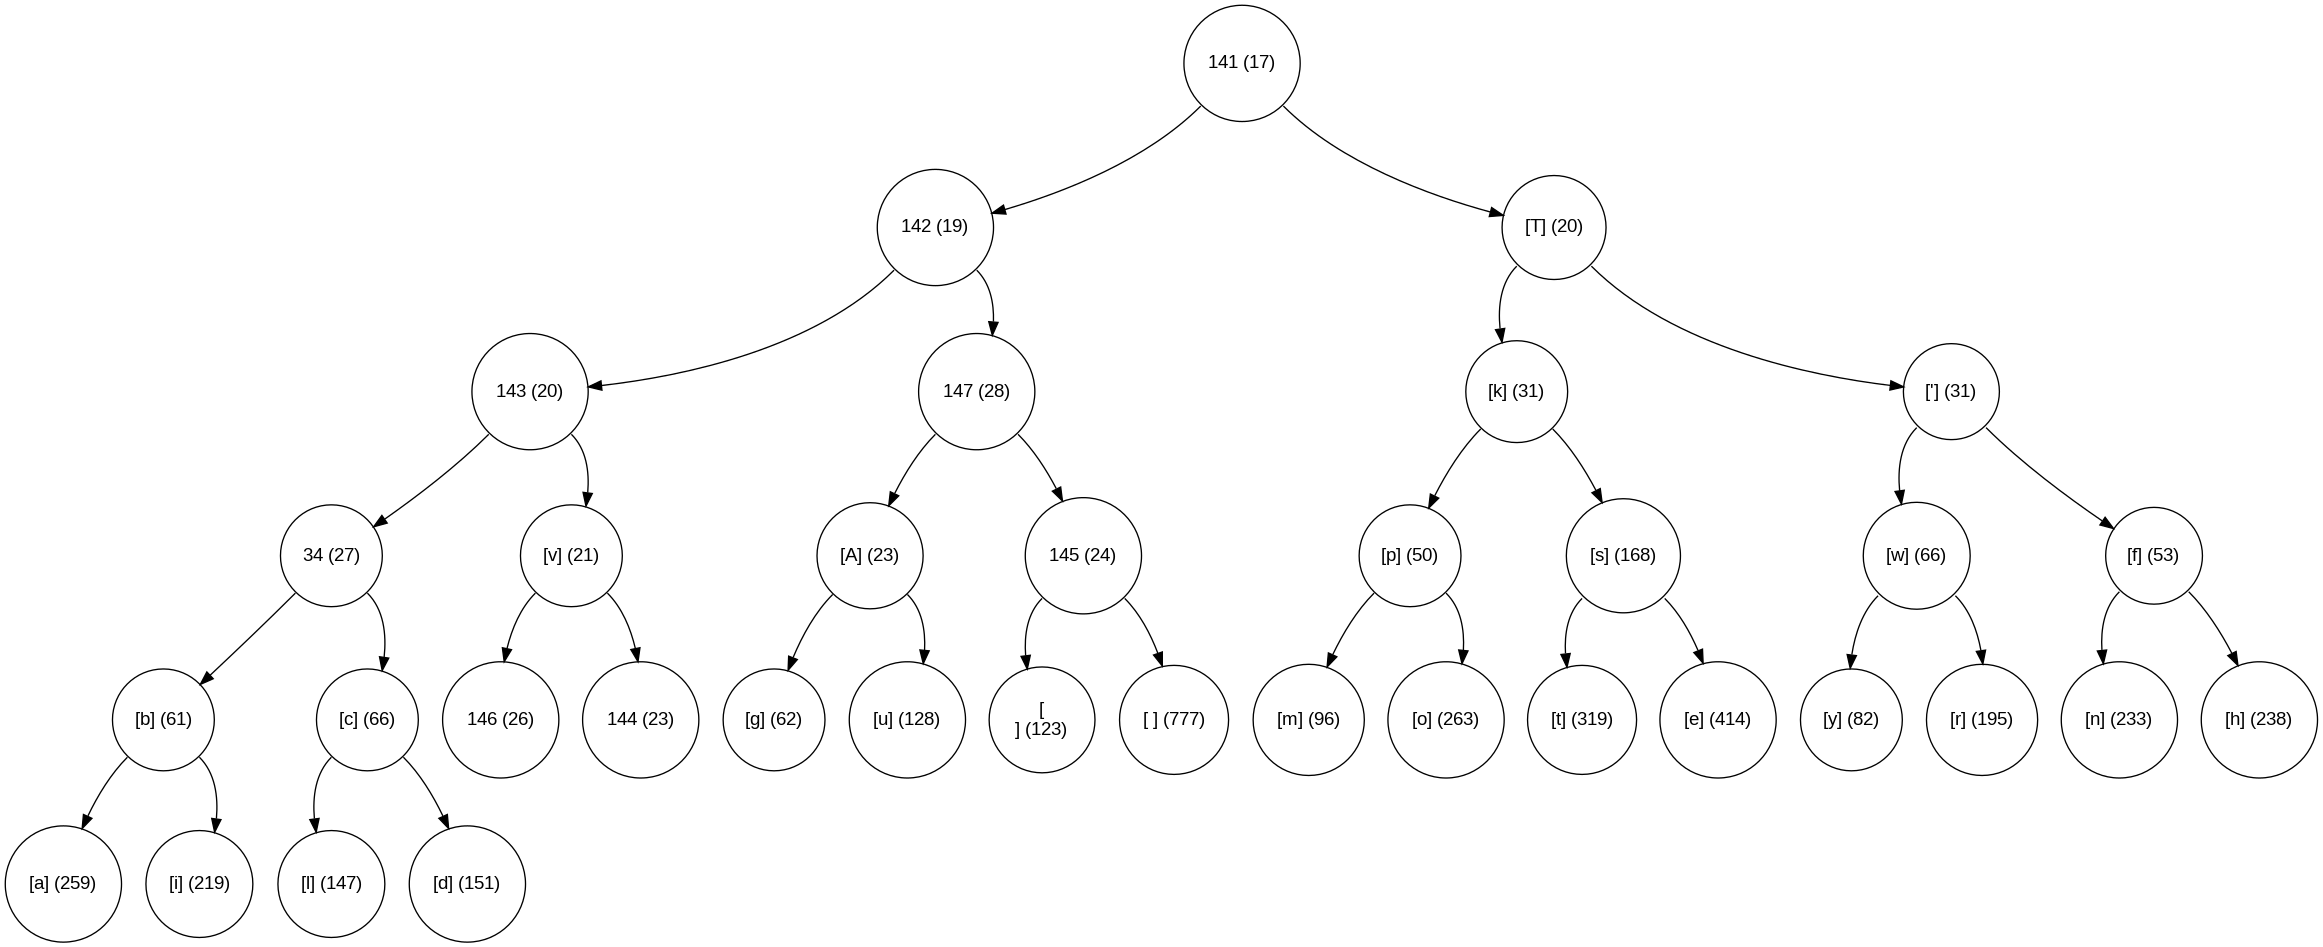 141 (17)
142 (19)
[T] (20)
143 (20)
147 (28)
[k] (31)
['] (31)
34 (27)
[v] (21)
[A] (23)
145 (24)
[p] (50)
[s] (168)
[w] (66)
[f] (53)
[b] (61)
[c] (66)
146 (26)
144 (23)
[g] (62)
[u] (128)
[
] (123)
[ ] (777)
[m] (96)
[o] (263)
[t] (319)
[e] (414)
[y] (82)
[r] (195)
[n] (233)
[h] (238)
[a] (259)
[i] (219)
[l] (147)
[d] (151)